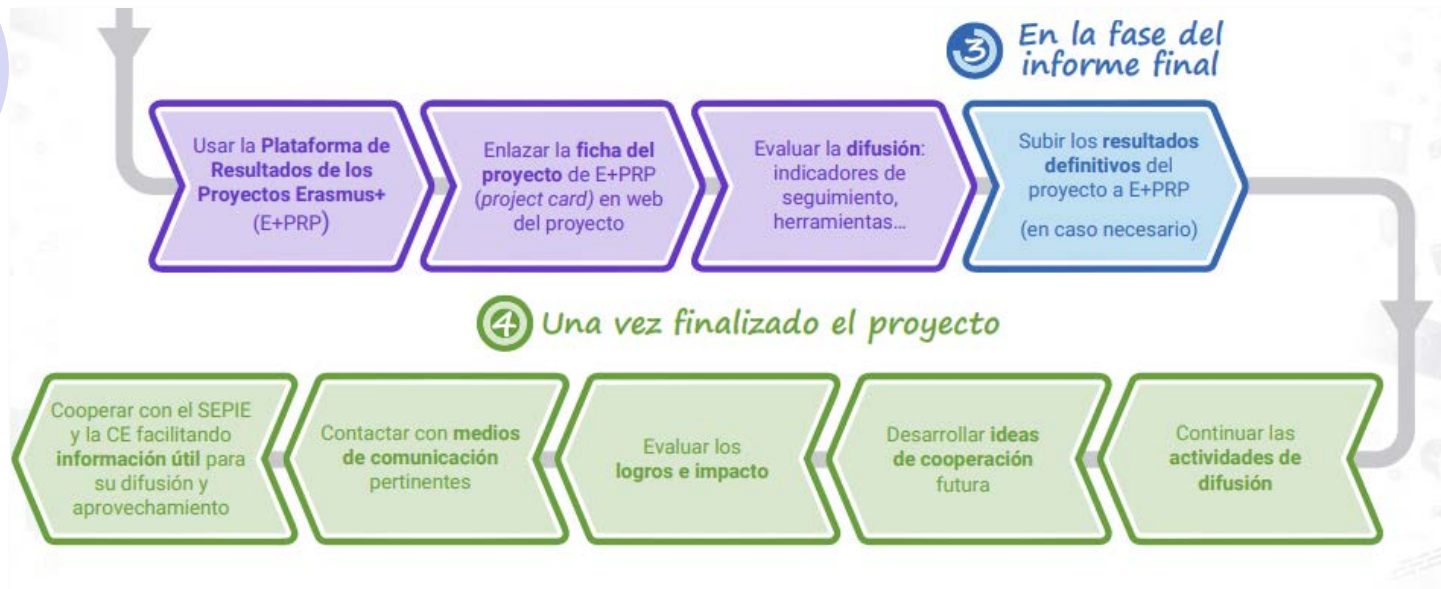 3 En la fase del
informe final
Usar la Plataforma de
Resultados de los
Proyectos Erasmus+
(E+PRP)
Enlazar la ficha del
proyecto de E+PRP
(project card) en web
del proyecto
Evaluar la difusión:
indicadores de
seguimiento,
herramientas...
Subir los resultados
definitivos del
proyecto a E+PRP
(en caso necesario)
4 Una vez finalizado el proyecto
Continuar las
actividades de
difusión
Desarrollar ideas
de cooperación
futura
Evaluar los
logros e impacto
Contactar con medios
de comunicación
pertinentes
Cooperar con el SEPIE
y la CE facilitando
información útil para
su difusión y
aprovechamiento